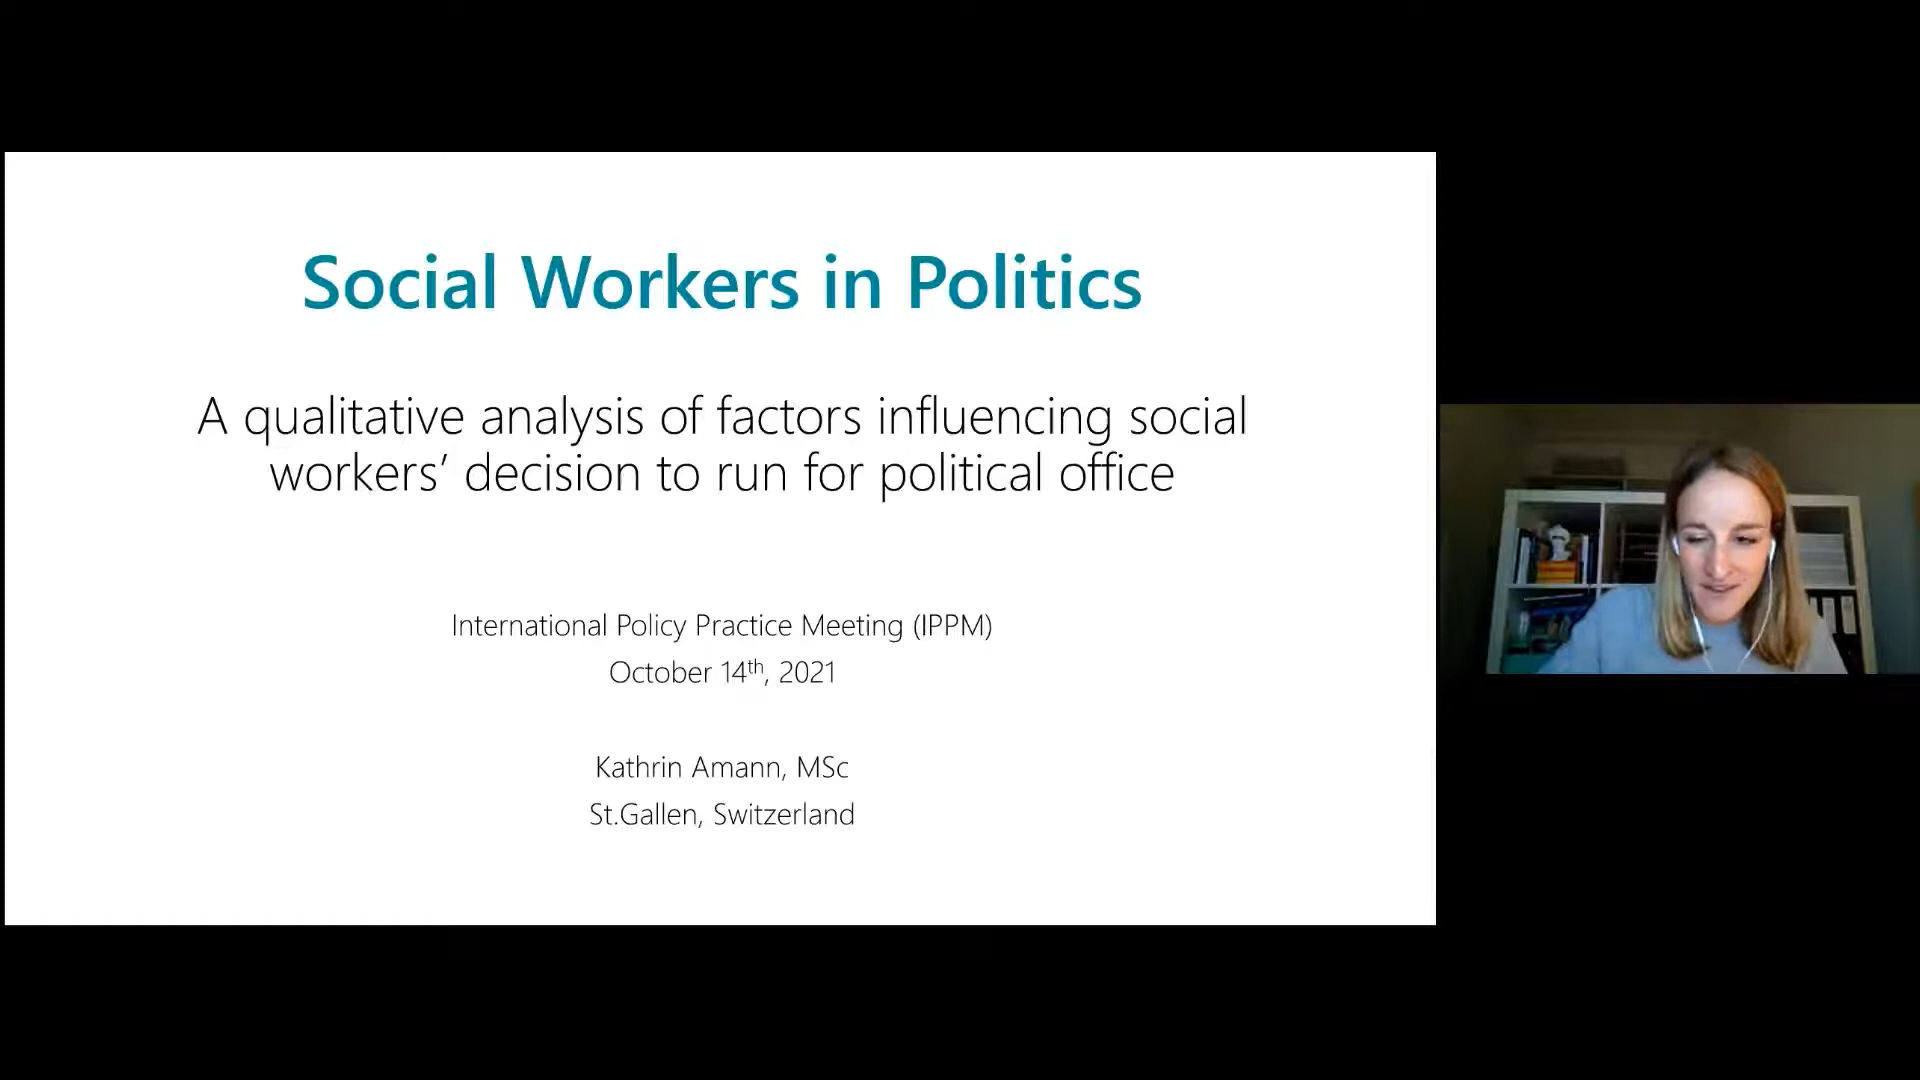 Social Workers in Politics
A qualitative analysis of factors influencing social
workers’ decision to run for political office
International Policy Practice Meeting (IPPM)
October 14th, 2021
Kathrin Amann, MSc
St.Gallen, Switzerland